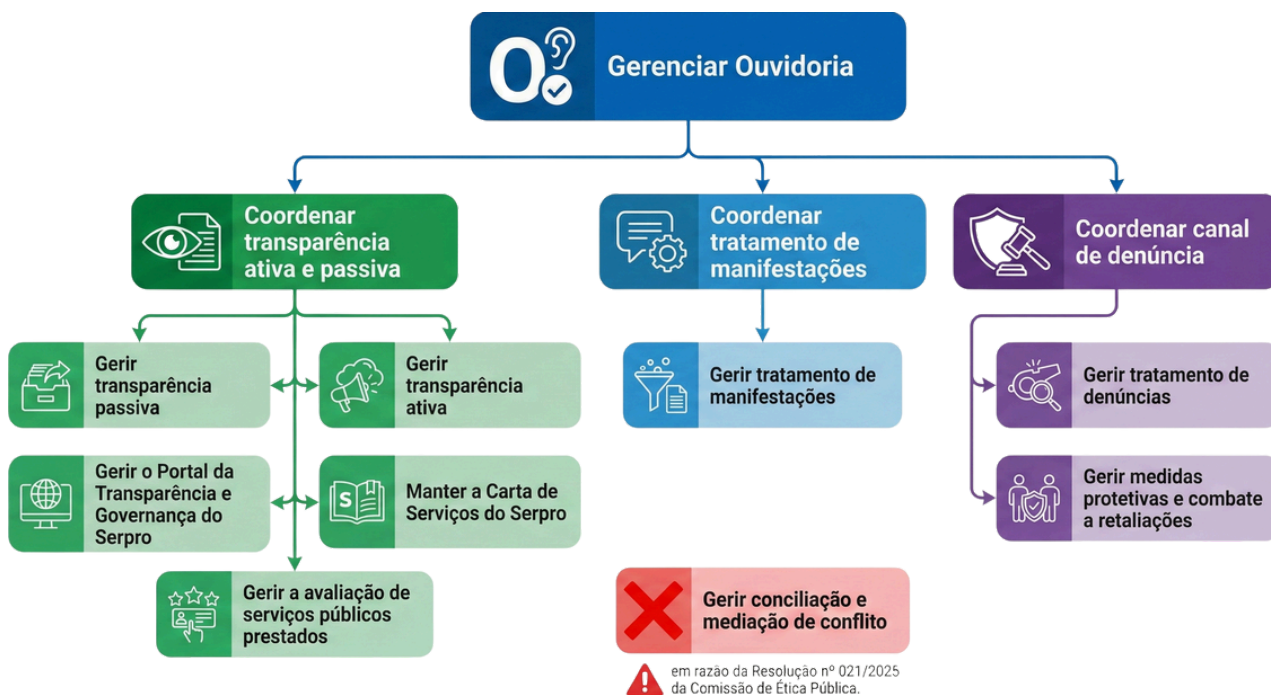 Gerenciar Ouvidoria
Coordenar
transparência
ativa e passiva
Coordenar
tratamento de
manifestações
Coordenar canal
de denúncia
Gerir
transparência
passiva
Gerir
transparência
ativa
Gerir tratamento de
manifestações
Gerir tratamento de
denúncias
Gerir o Portal da
Transparência e
Governança do
Serpro
S
Manter a Carta de
Serviços do Serpro
Gerir medidas
protetivas e combate
a retaliações
Gerir a avaliação de
serviços públicos
prestados
Gerir conciliação e
mediação de conflito
em razão da Resolução nº 021/2025
da Comissão de Ética Pública.